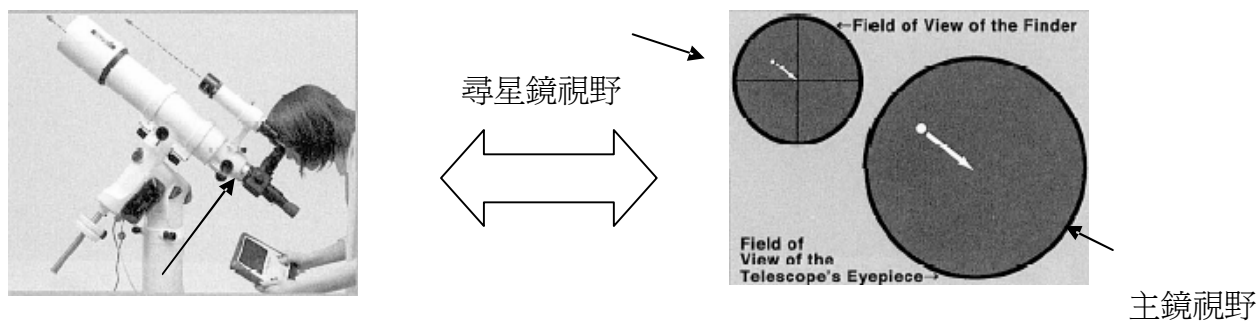 ←Field of View of the Finder
尋星鏡視野
Field of
View of the
Telescope's Eyepiece→
主鏡視野